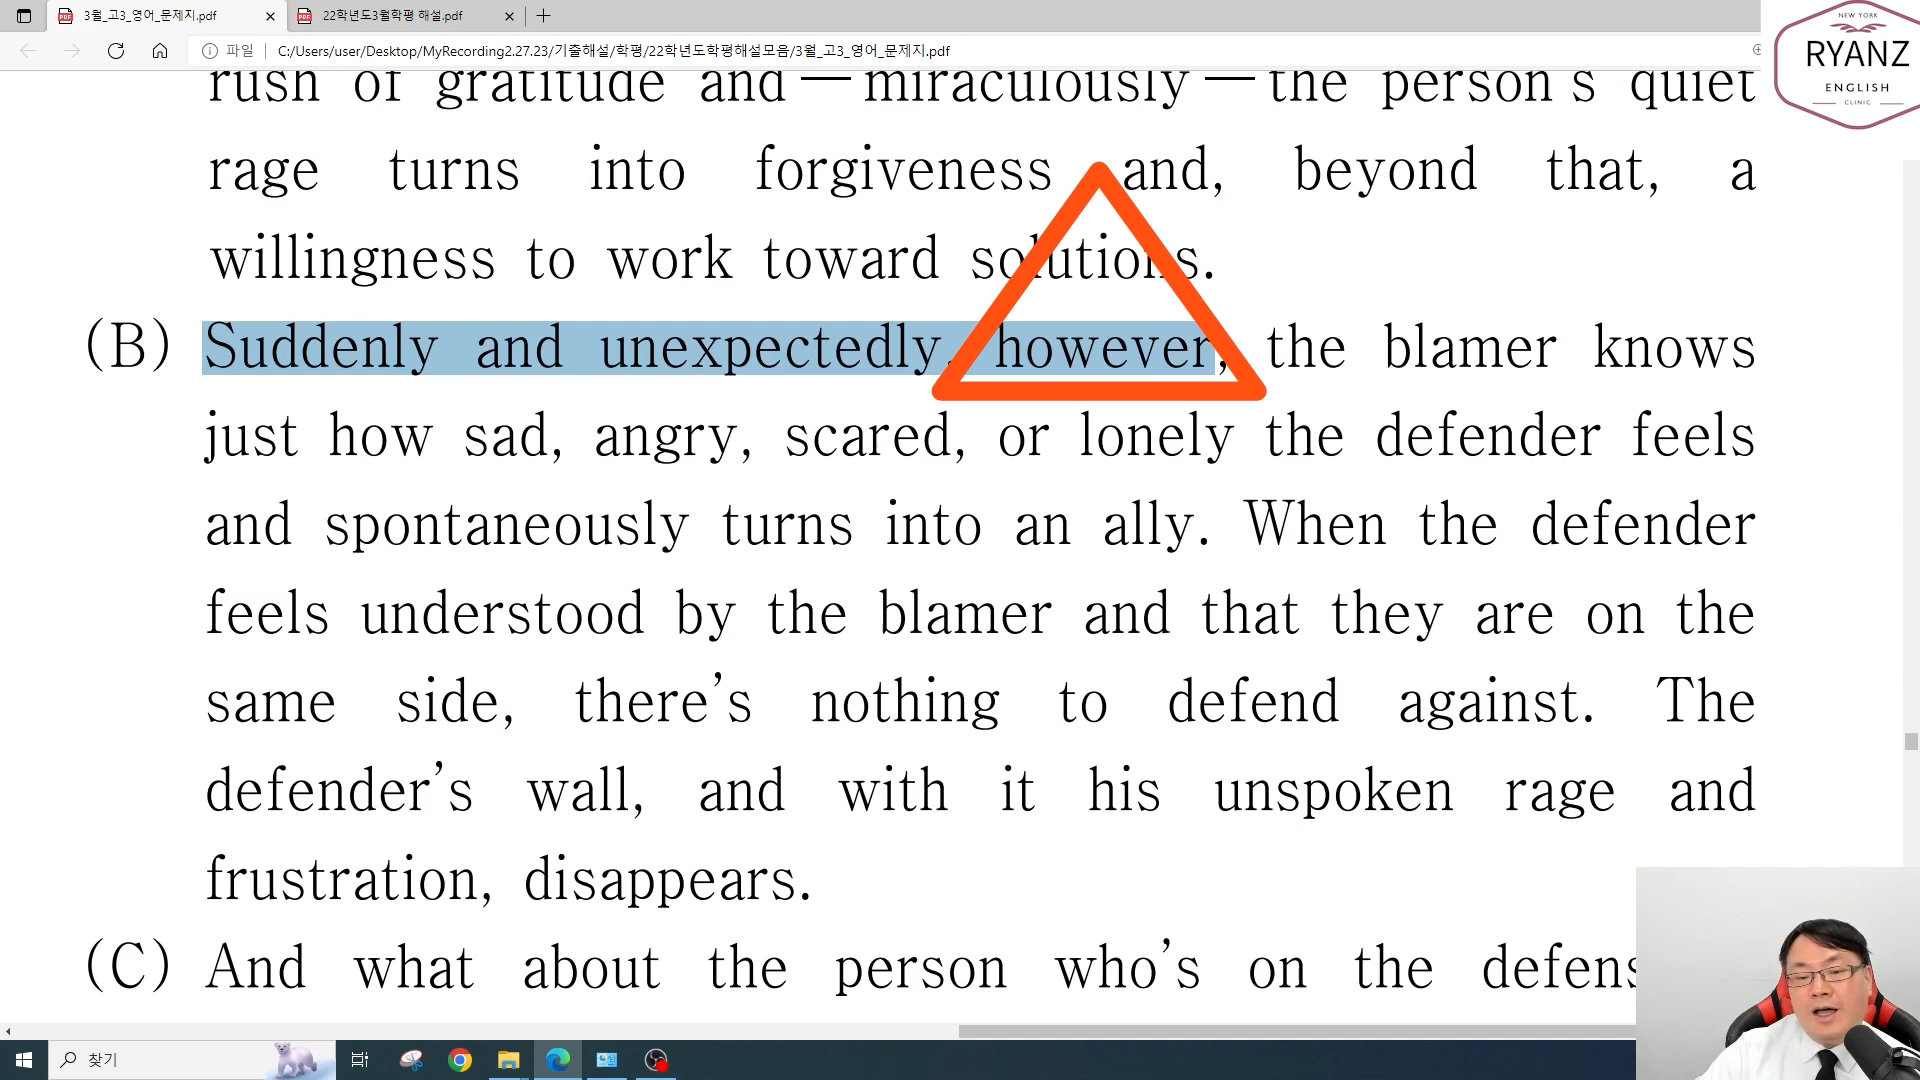 3월_고3_영어_문제지.pdf
22학년도3월학평 해설.pdf
파일
C:/Users/user/Desktop/MyRecording2.27.23/기출해설/학평/22학년도학평해설모음/3월_고3_영어_문제지.pdf
NEW YORK
RYANZ
ENGLISH
CLINIC
rush of gratitude and—miraculously—the person's quiet
rage turns into forgiveness and, beyond that, a
willingness to work toward solutions.
(B) Suddenly and unexpectedly, however, the blamer knows
just how sad, angry, scared, or lonely the defender feels
and spontaneously turns into an ally. When the defender
feels understood by the blamer and that they are on the
same side, there's nothing to defend against. The
defender's wall, and with it his unspoken rage and
frustration, disappears.
(C) And what about the person who's on the defens
찾기